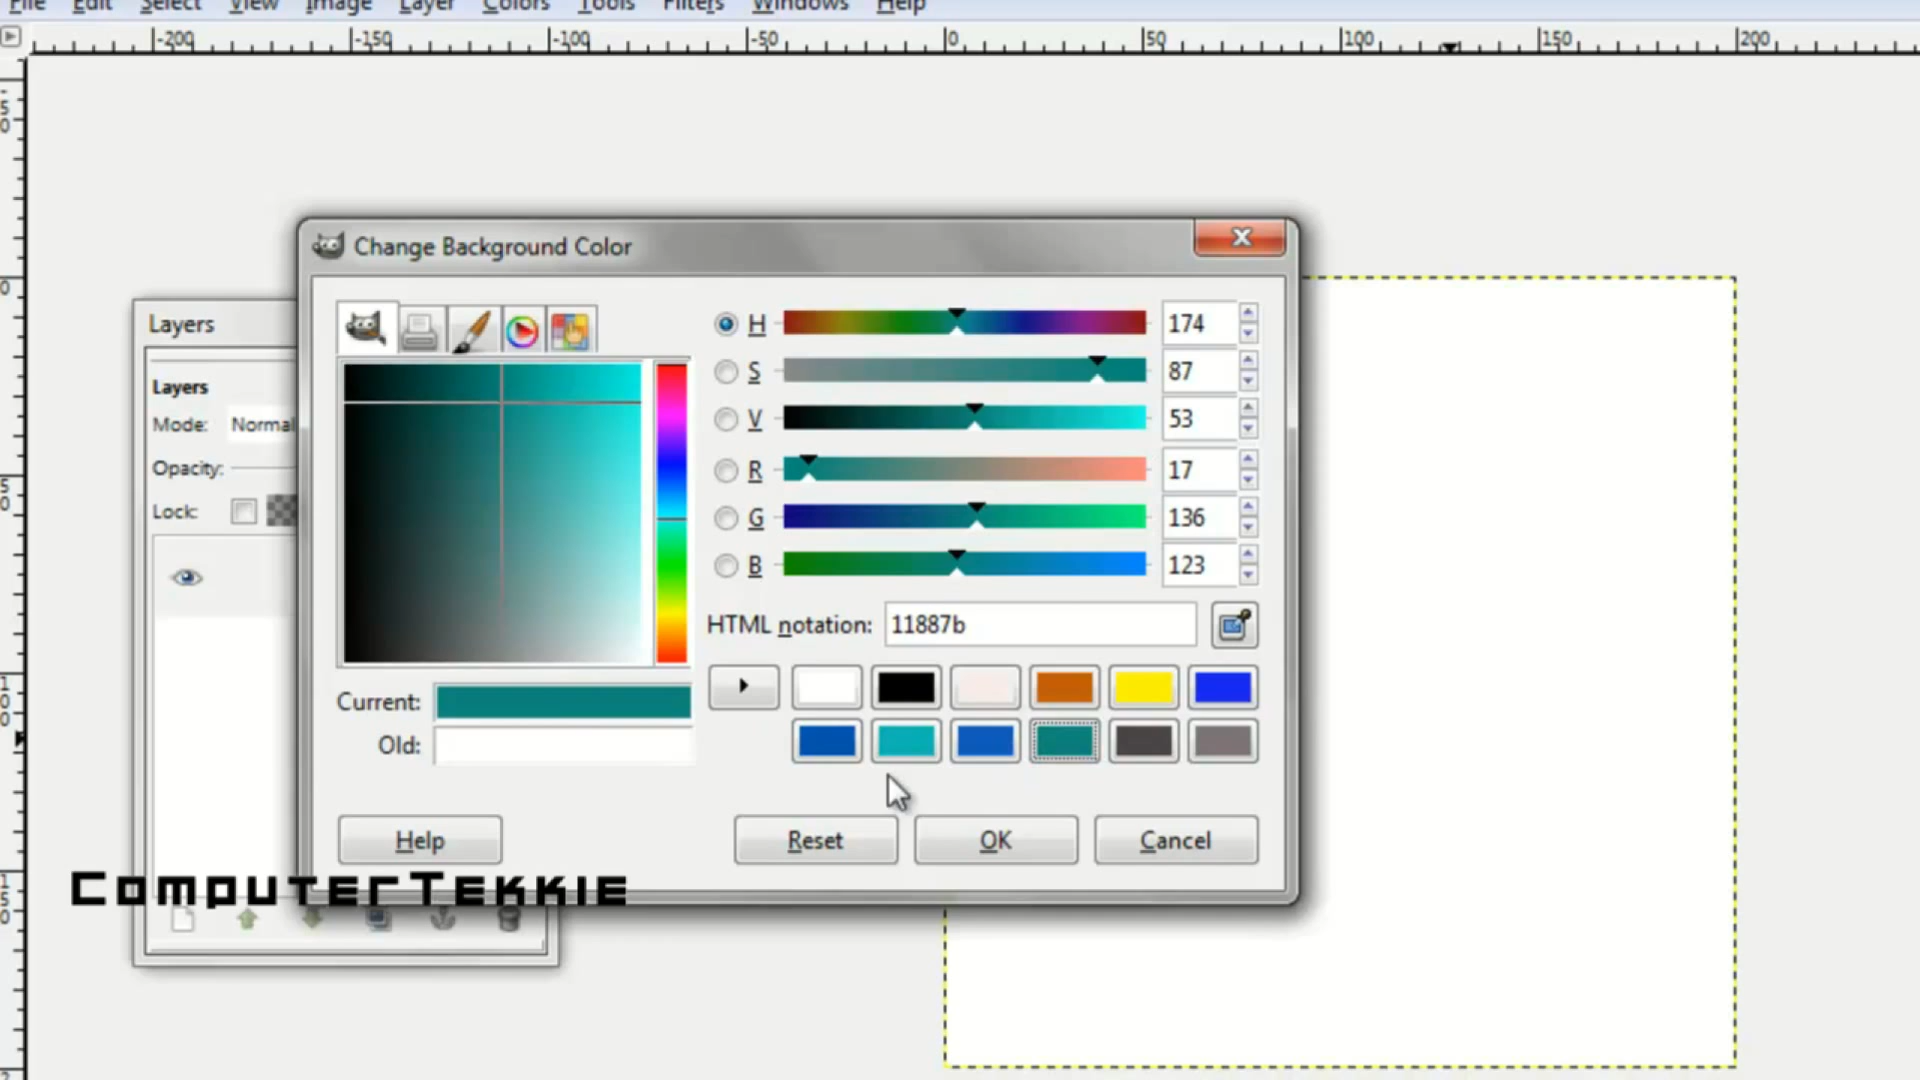 File Edit Select View Image Layer Colors Tools Filters Windows Help
-200 -150 -100 -50 0 50 100 150 200
Change Background Color
Layers
Layers
Mode: Normal
Opacity:
Lock:
H 174
S 87
V 53
R 17
G 136
B 123
HTML notation: 11887b
Current:
Old:
Help Reset OK Cancel
ComputerTekkie